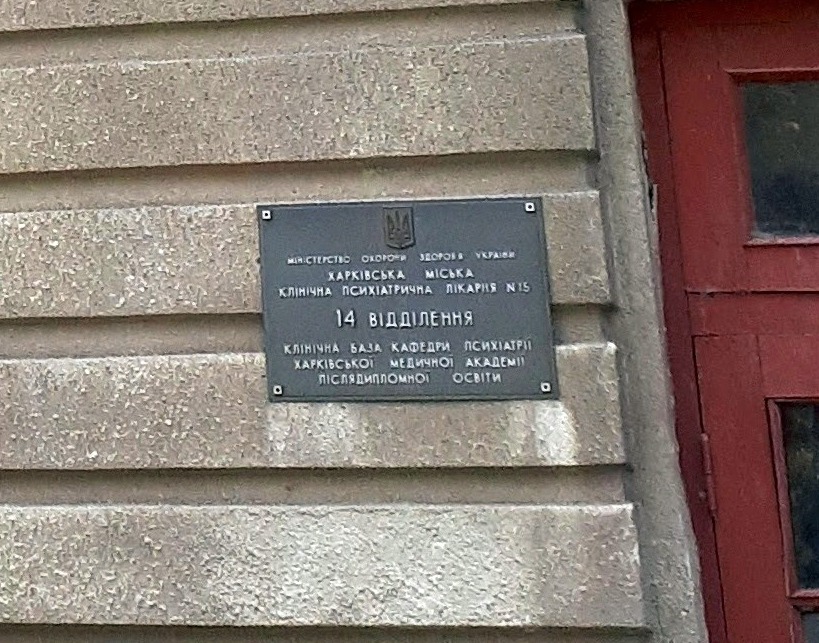 МІНІСТЕРСТВО ОХОРОНИ ЗДОРОВ'Я УКРАЇНИ
ХАРКІВСЬКА МІСЬКА
КЛІНІЧНА ПСИХІАТРИЧНА ЛІКАРНЯ N15
14 ВІДДІЛЕННЯ
КЛІНІЧНА БАЗА КАФЕДРИ ПСИХІАТРІЇ
ХАРКІВСЬКОЇ МЕДИЧНОЇ АКАДЕМІЇ
ПІСЛЯДИПЛОМНОЇ ОСВІТИ